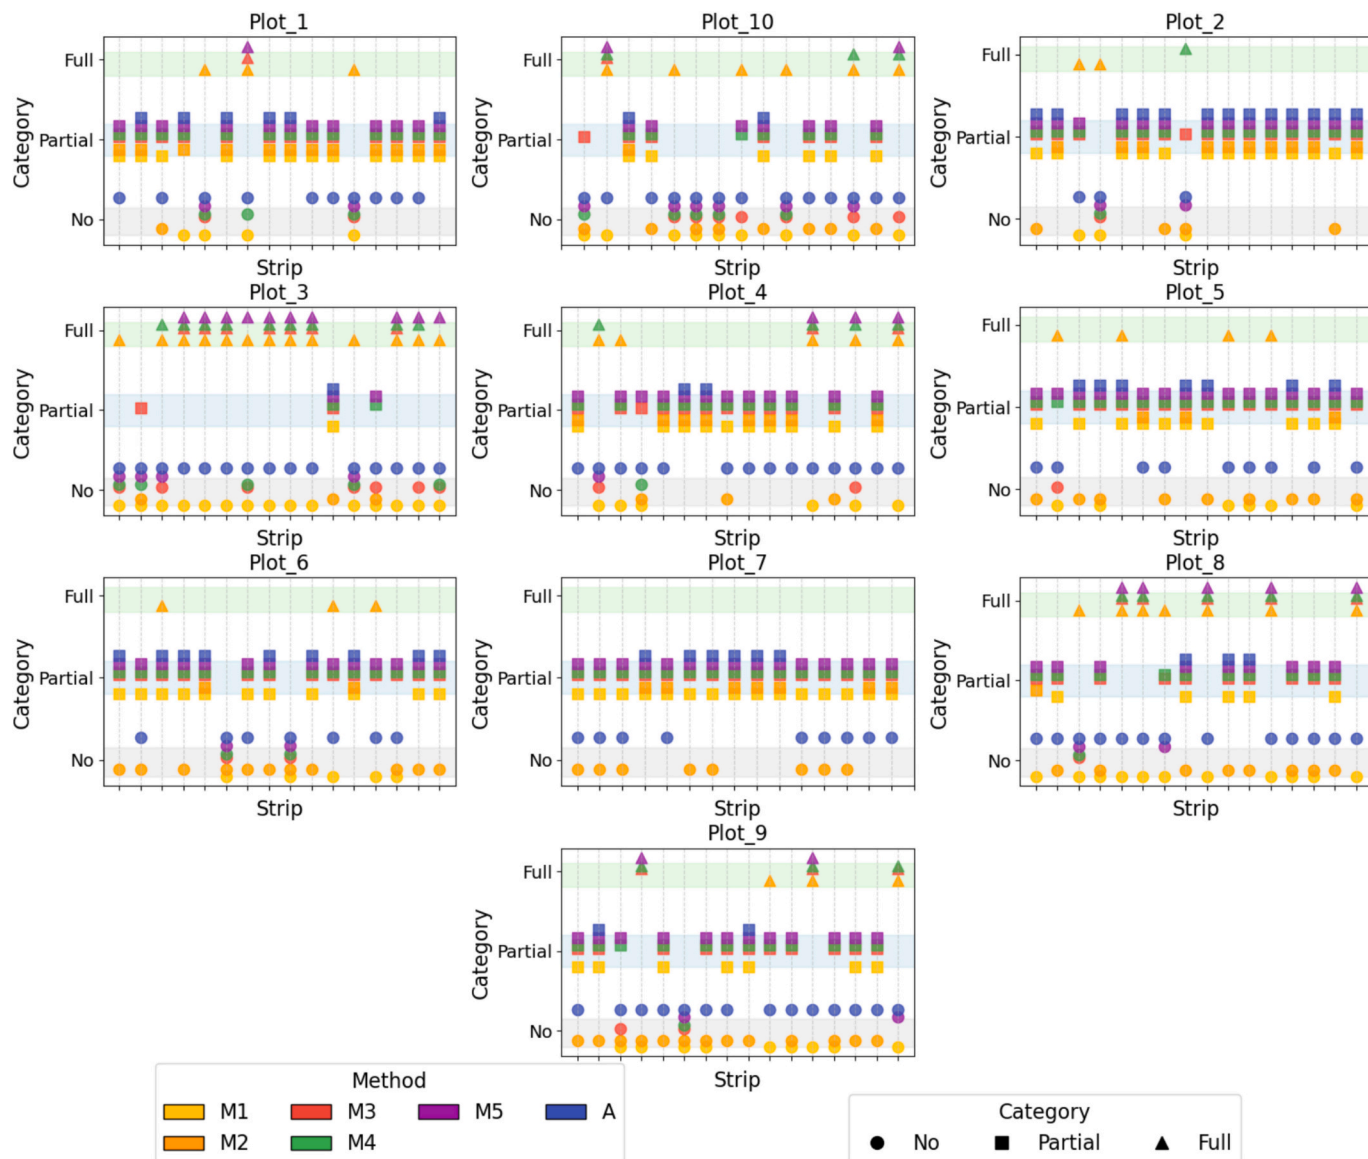 Plot_1
Category
Full
Partial
No
Strip
Plot_10
Category
Full
Partial
No
Strip
Plot_2
Category
Full
Partial
No
Strip
Plot_3
Category
Full
Partial
No
Strip
Plot_4
Category
Full
Partial
No
Strip
Plot_5
Category
Full
Partial
No
Strip
Plot_6
Category
Full
Partial
No
Strip
Plot_7
Category
Full
Partial
No
Strip
Plot_8
Category
Full
Partial
No
Strip
Plot_9
Category
Full
Partial
No
Strip
Method
M1 M3 M5 A
M2 M4
Category
No Partial Full